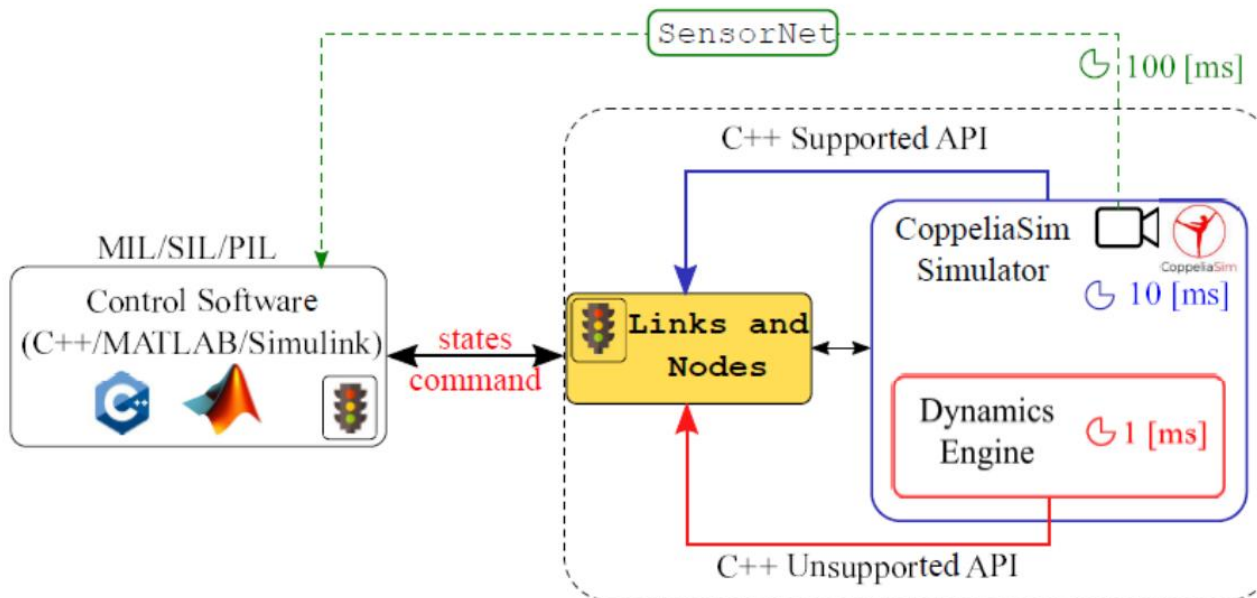 SensorNet
100 [ms]
C++ Supported API
CoppeliaSim
Simulator
CoppeliaSim
10 [ms]
MIL/SIL/PIL
Control Software
(C++/MATLAB/Simulink)
C++
states
command
Links and
Nodes
Dynamics
Engine
1 [ms]
C++ Unsupported API